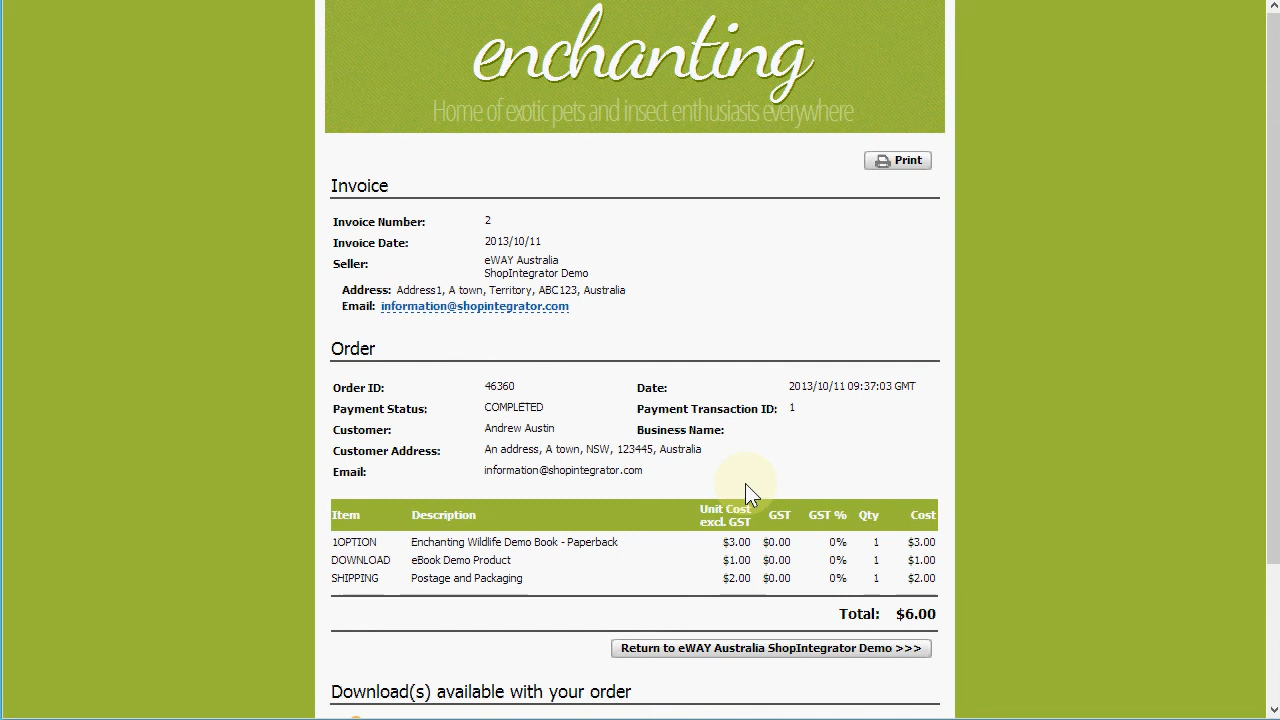 enchanting
Home of exotic pets and insect enthusiasts everywhere
Print
Invoice
Invoice Number: 2
Invoice Date: 2013/10/11
Seller: eWAY Australia
ShopIntegrator Demo
Address: Address1, A town, Territory, ABC123, Australia
Email: information@shopintegrator.com
Order
Order ID: 46360 Date: 2013/10/11 09:37:03 GMT
Payment Status: COMPLETED Payment Transaction ID: 1
Customer: Andrew Austin Business Name:
Customer Address: An address, A town, NSW, 123445, Australia
Email: information@shopintegrator.com
Item Description Unit Cost excl. GST GST GST % Qty Cost
1OPTION Enchanting Wildlife Demo Book - Paperback $3.00 $0.00 0% 1 $3.00
DOWNLOAD eBook Demo Product $1.00 $0.00 0% 1 $1.00
SHIPPING Postage and Packaging $2.00 $0.00 0% 1 $2.00
Total: $6.00
Return to eWAY Australia ShopIntegrator Demo >>>
Download(s) available with your order